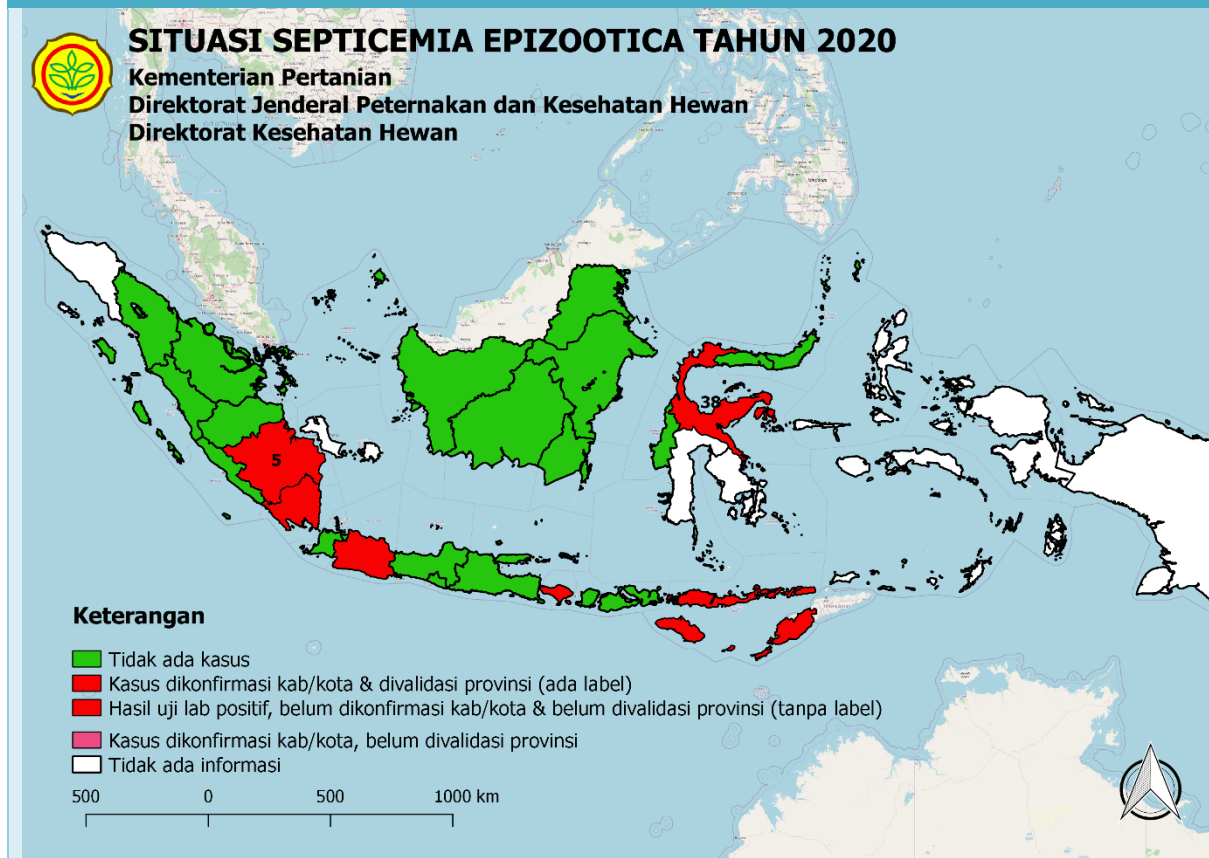 SITUASI SEPTICEMIA EPIZOOTICA TAHUN 2020
Kementerian Pertanian
Direktorat Jenderal Peternakan dan Kesehatan Hewan
Direktorat Kesehatan Hewan
38
5
Keterangan
Tidak ada kasus
Kasus dikonfirmasi kab/kota & divalidasi provinsi (ada label)
Hasil uji lab positif, belum dikonfirmasi kab/kota & belum divalidasi provinsi (tanpa label)
Kasus dikonfirmasi kab/kota, belum divalidasi provinsi
Tidak ada informasi
500 0 500 1000 km